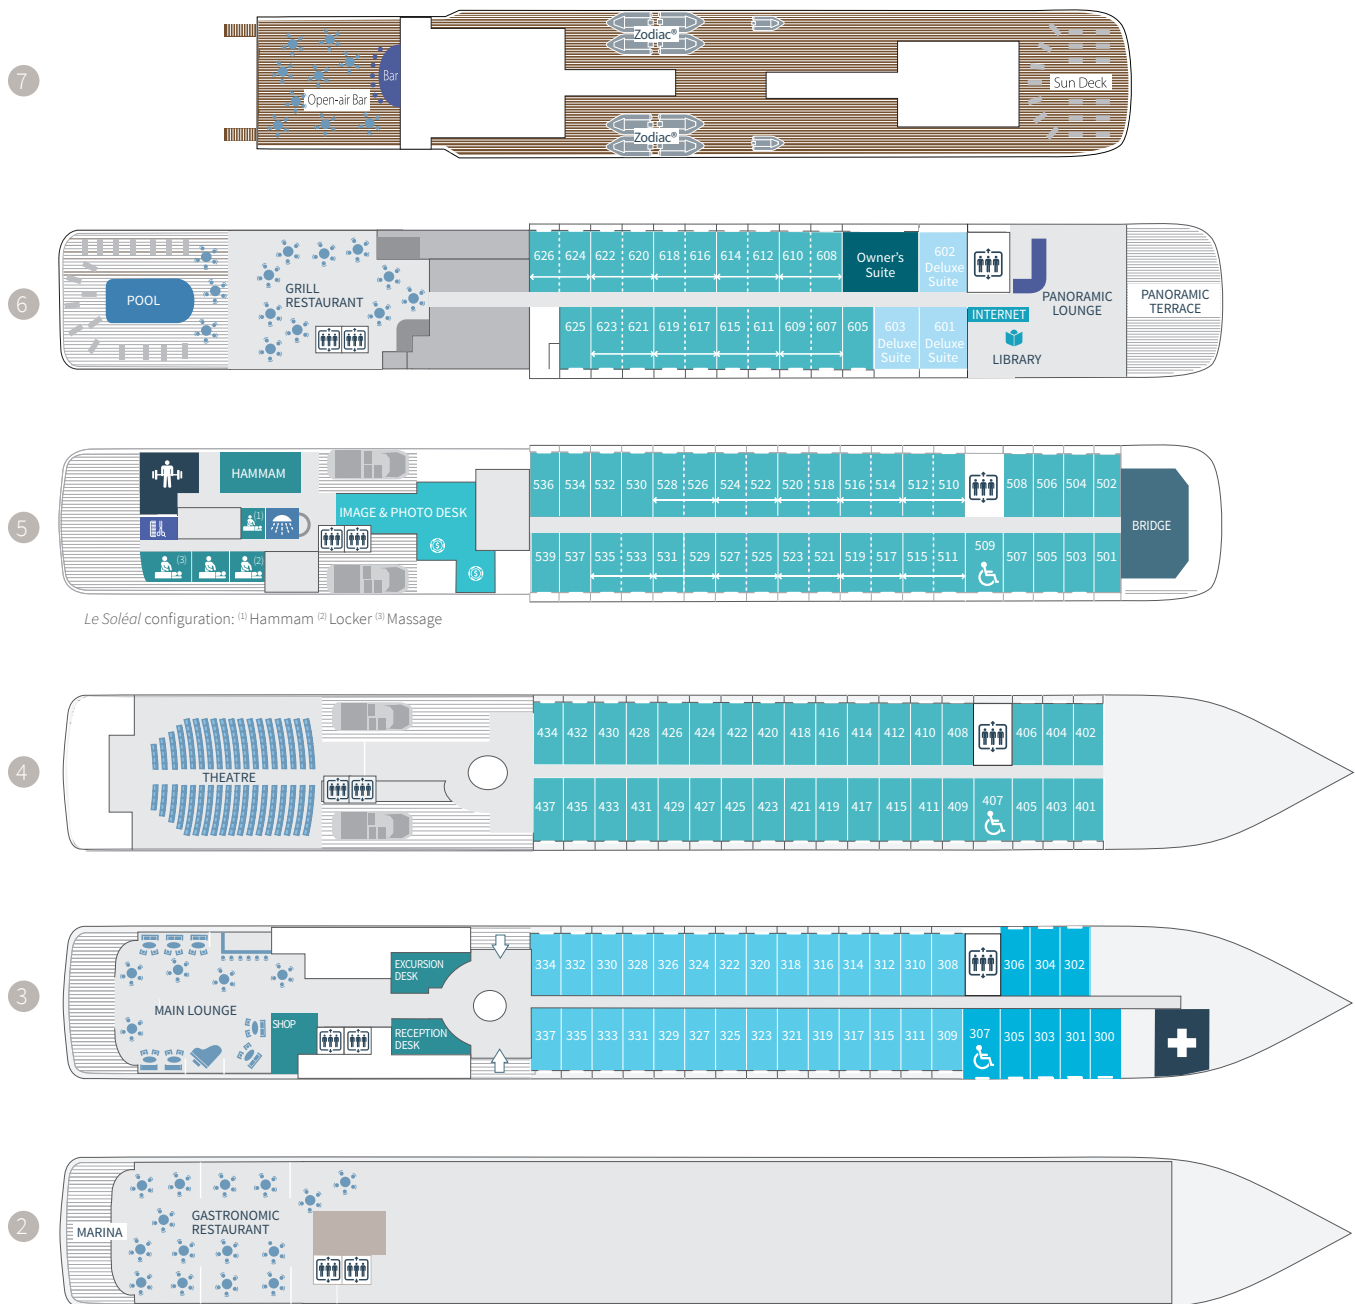 7
Zodiac®
Bar
Open-air Bar
Sun Deck
Zodiac®
6
626 624 622 620 618 616 614 612 610 608
Owner's
Suite
602
Deluxe
Suite
POOL
GRILL
RESTAURANT
PANORAMIC
LOUNGE
PANORAMIC
TERRACE
INTERNET
LIBRARY
625 623 621 619 617 615 611 609 607 605
603
Deluxe
Suite
601
Deluxe
Suite
5
HAMMAM
536 534 532 530 528 526 524 522 520 518 516 514 512 510 508 506 504 502
IMAGE & PHOTO DESK
(1)
(3)
(2)
BRIDGE
539 537 535 533 531 529 527 525 523 521 519 517 515 511 509 507 505 503 501
Le Soléal configuration: (1) Hammam (2) Locker (3) Massage
4
434 432 430 428 426 424 422 420 418 416 414 412 410 408 406 404 402
THEATRE
437 435 433 431 429 427 425 423 421 419 417 415 411 409 407 405 403 401
3
EXCURSION
DESK
334 332 330 328 326 324 322 320 318 316 314 312 310 308 306 304 302
MAIN LOUNGE
SHOP
RECEPTION
DESK
337 335 333 331 329 327 325 323 321 319 317 315 311 309 307 305 303 301 300
2
MARINA
GASTRONOMIC
RESTAURANT